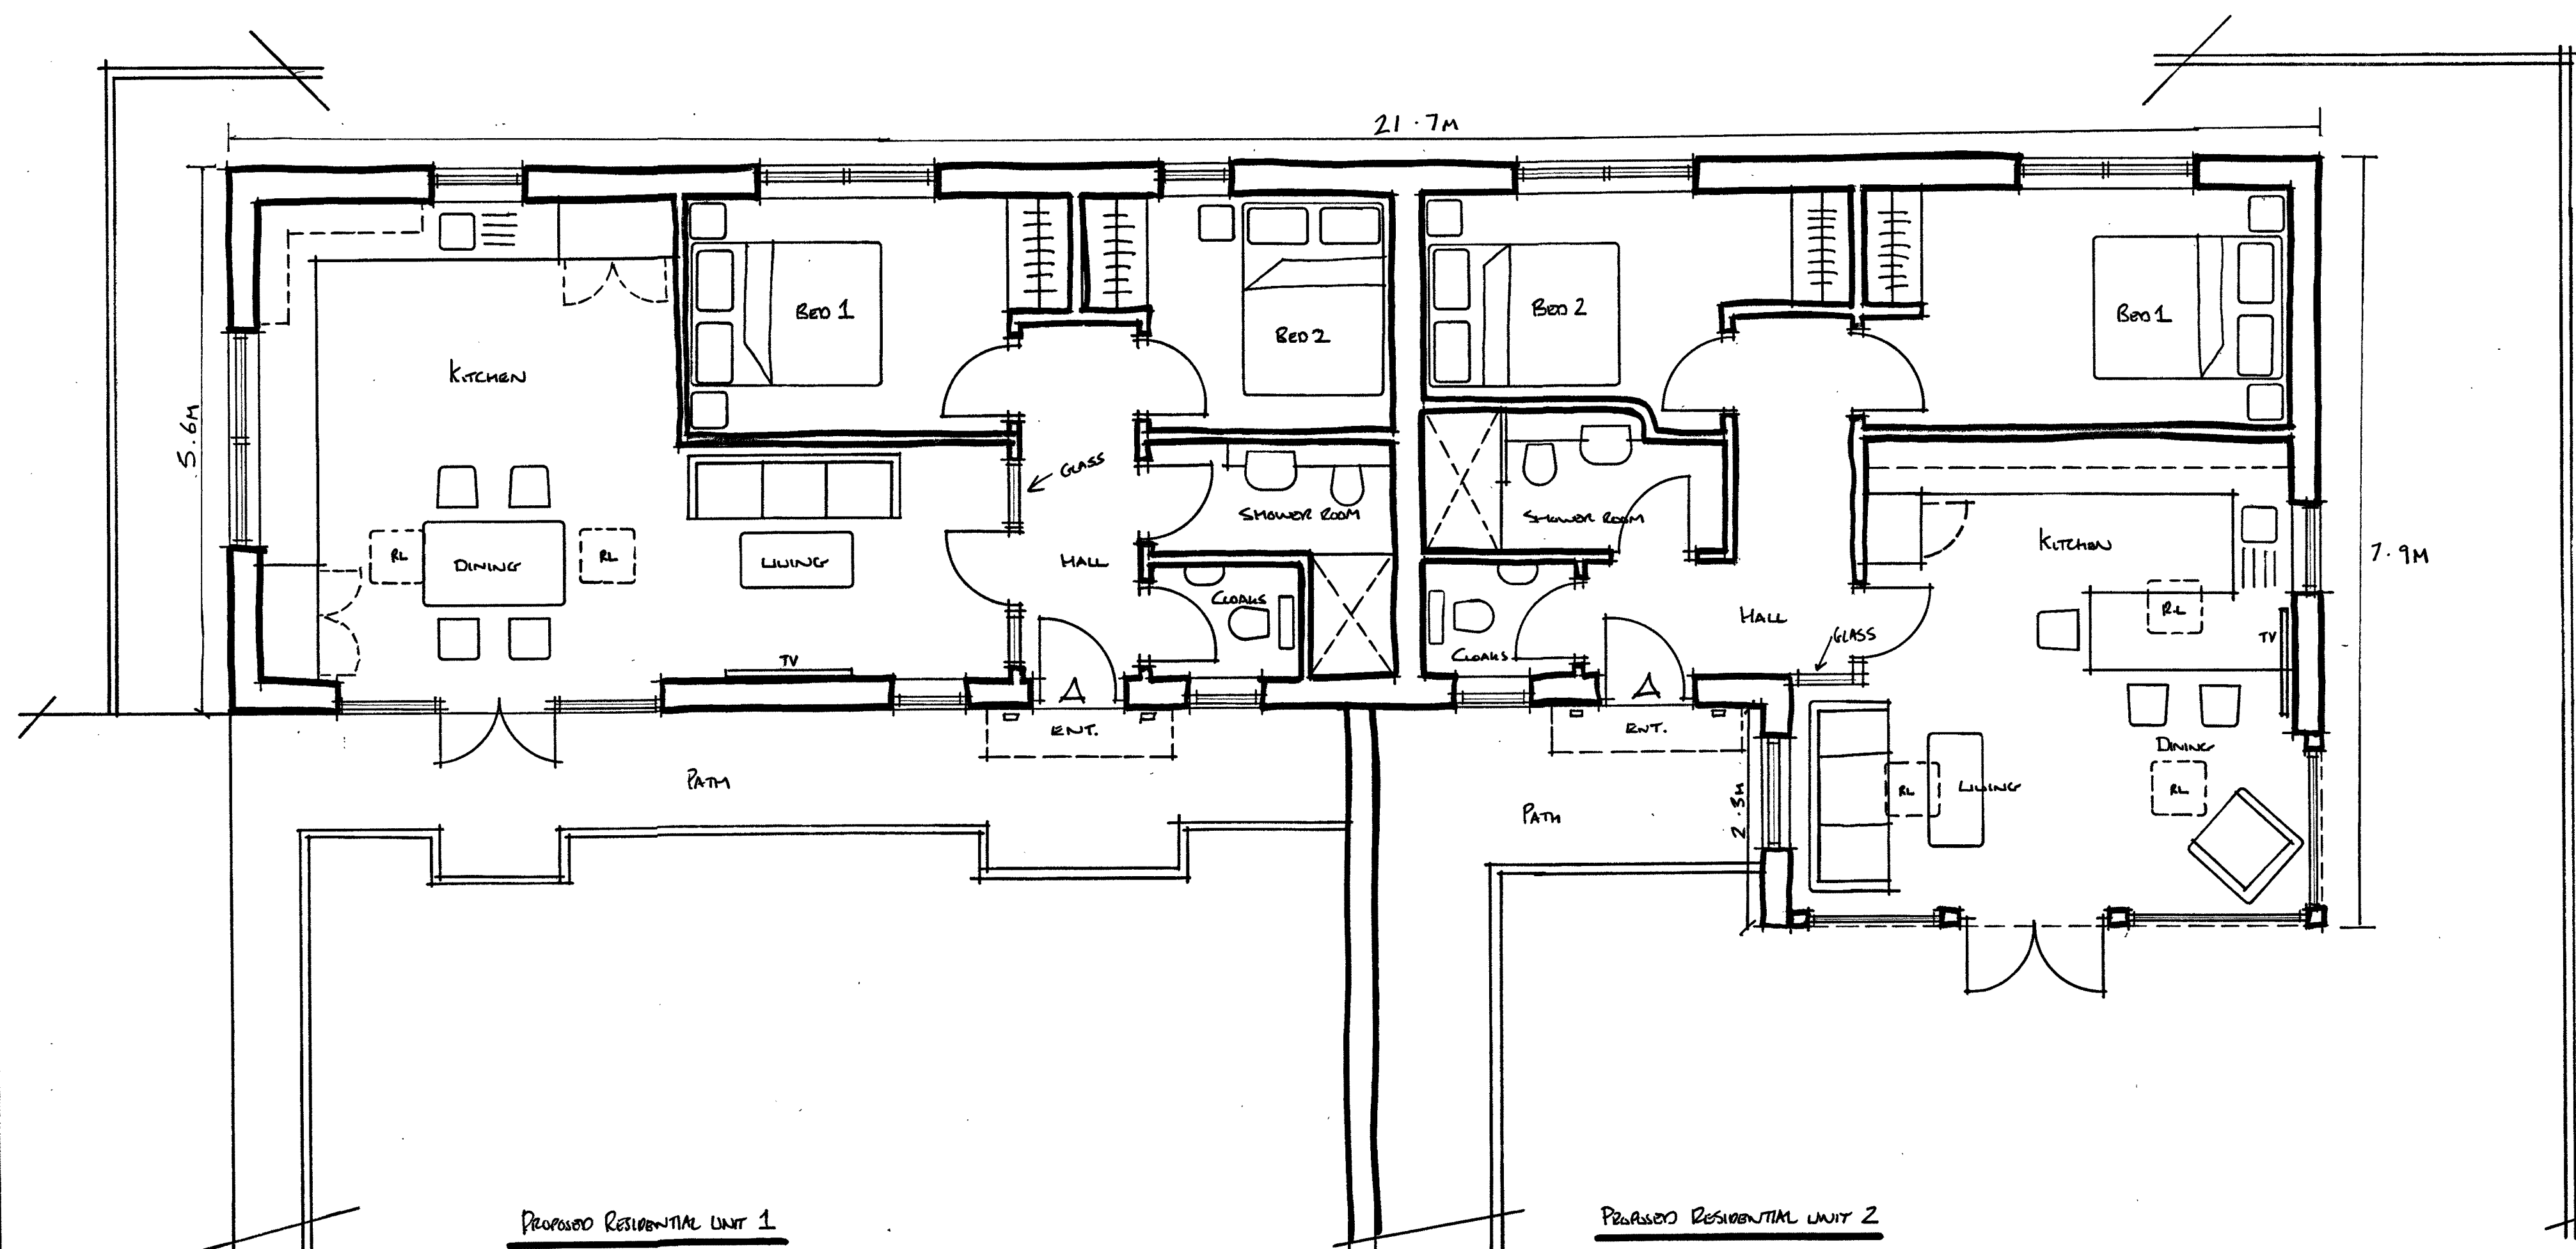 21.7M
BED 1
BED 2
BED 2
BED 1
KITCHEN
5.6M
GLASS
SHOWER ROOM
SHOWER ROOM
KITCHEN
7.9M
RL
DINING
RL
LIVING
HALL
CLOAKS
CLOAKS
HALL
GLASS
RL
TV
TV
ENT.
ENT.
DINING
PATH
PATH
2.3M
RL
LIVING
RL
PROPOSED RESIDENTIAL UNIT 1
PROPOSED RESIDENTIAL UNIT 2